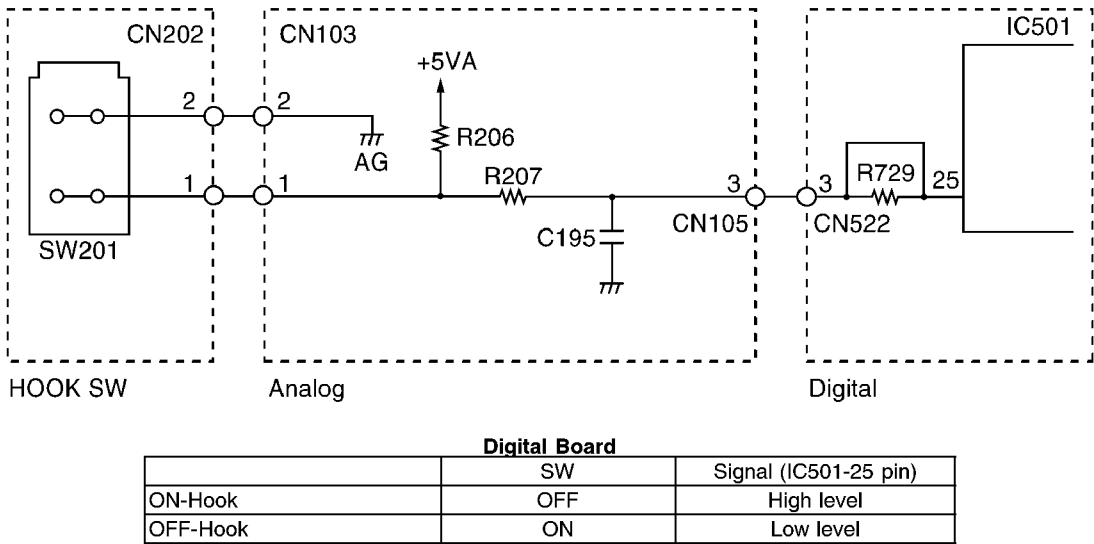 CN202
CN103
IC501
+5VA
2
2
R206
AG
R207
R729
1
1
3
3
25
SW201
C195
CN105
CN522
HOOK SW
Analog
Digital
Digital Board
SW Signal (IC501-25 pin)
ON-Hook OFF High level
OFF-Hook ON Low level